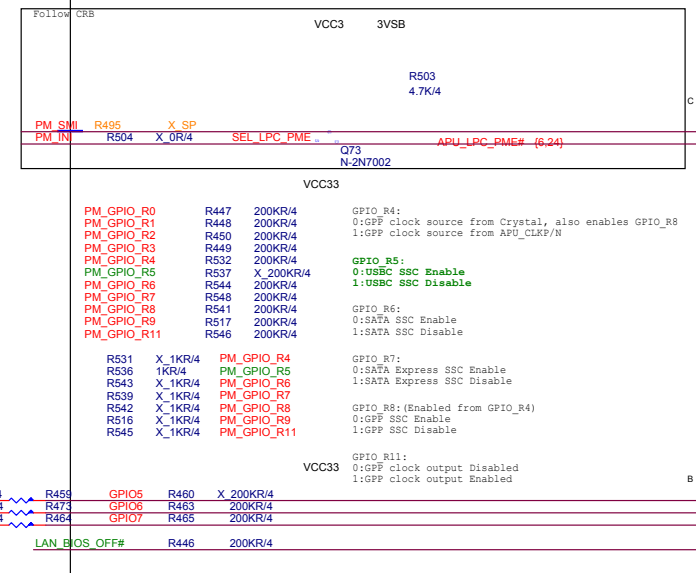 Follow CRB
VCC3 3VSB
R503
4.7K/4
C
PM_SMI R495 X_SP
PM_IN R504 X_0R/4 SEL_LPC_PME APU_LPC_PME# {6,24}
Q73
N-2N7002
VCC33
PM_GPIO_R0 R447 200KR/4
PM_GPIO_R1 R448 200KR/4
PM_GPIO_R2 R450 200KR/4
PM_GPIO_R3 R449 200KR/4
PM_GPIO_R4 R532 200KR/4
PM_GPIO_R5 R537 X_200KR/4
PM_GPIO_R6 R544 200KR/4
PM_GPIO_R7 R548 200KR/4
PM_GPIO_R8 R541 200KR/4
PM_GPIO_R9 R517 200KR/4
PM_GPIO_R11 R546 200KR/4
GPIO_R4:
0:GPP clock source from Crystal, also enables GPIO_R8
1:GPP clock source from APU_CLKP/N
GPIO_R5:
0:USBC SSC Enable
1:USBC SSC Disable
GPIO_R6:
0:SATA SSC Enable
1:SATA SSC Disable
R531 X_1KR/4 PM_GPIO_R4
R536 1KR/4 PM_GPIO_R5
R543 X_1KR/4 PM_GPIO_R6
R539 X_1KR/4 PM_GPIO_R7
R542 X_1KR/4 PM_GPIO_R8
R516 X_1KR/4 PM_GPIO_R9
R545 X_1KR/4 PM_GPIO_R11
GPIO_R7:
0:SATA Express SSC Enable
1:SATA Express SSC Disable
GPIO_R8:(Enabled from GPIO_R4)
0:GPP SSC Enable
1:GPP SSC Disable
GPIO_R11:
0:GPP clock output Disabled
1:GPP clock output Enabled
VCC33
B
4 R459 GPIO5 R460 X_200KR/4
4 R473 GPIO6 R463 200KR/4
4 R464 GPIO7 R465 200KR/4
LAN_BIOS_OFF# R446 200KR/4